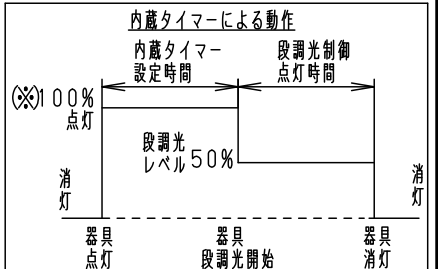 内蔵タイマーによる動作
内蔵タイマー
設定時間
段調光制御
点灯時間
(※)100%
点灯
段調光
レベル50%
消灯
消灯
器具
点灯
器具
段調光開始
器具
消灯